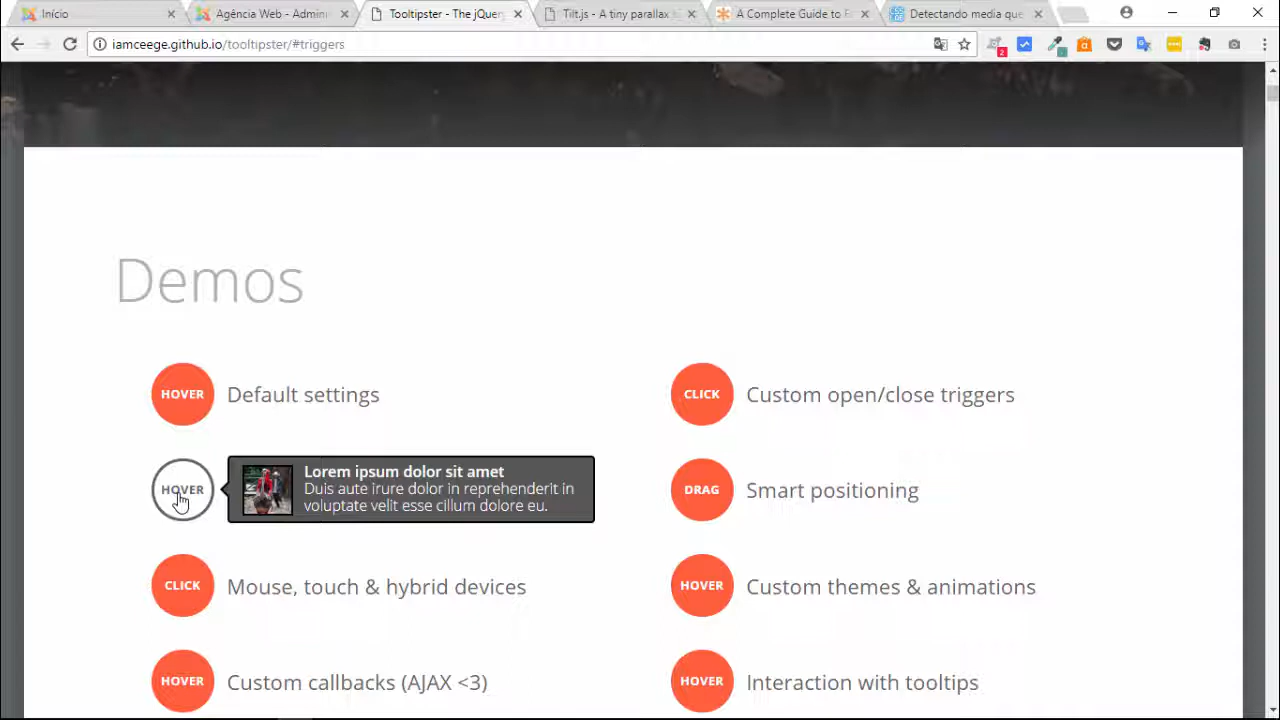 Início
Agência Web - Admini
Tooltipster - The jQuery
Tilt.js - A tiny parallax
A Complete Guide to F
Detectando media que
iamceege.github.io/tooltipster/#triggers
2
Demos
HOVER Default settings
CLICK Custom open/close triggers
HOVER
Lorem ipsum dolor sit amet
Duis aute irure dolor in reprehenderit in
voluptate velit esse cillum dolore eu.
DRAG Smart positioning
CLICK Mouse, touch & hybrid devices
HOVER Custom themes & animations
HOVER Custom callbacks (AJAX <3)
HOVER Interaction with tooltips